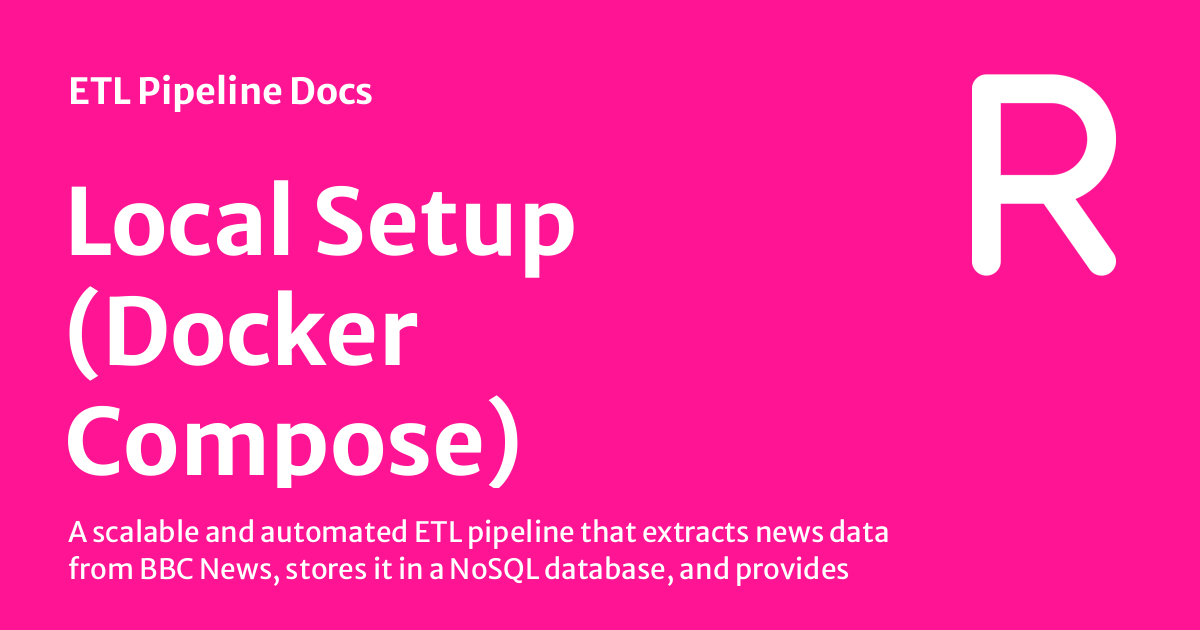 ETL Pipeline Docs
R
Local Setup
(Docker
Compose)
A scalable and automated ETL pipeline that extracts news data
from BBC News, stores it in a NoSQL database, and provides